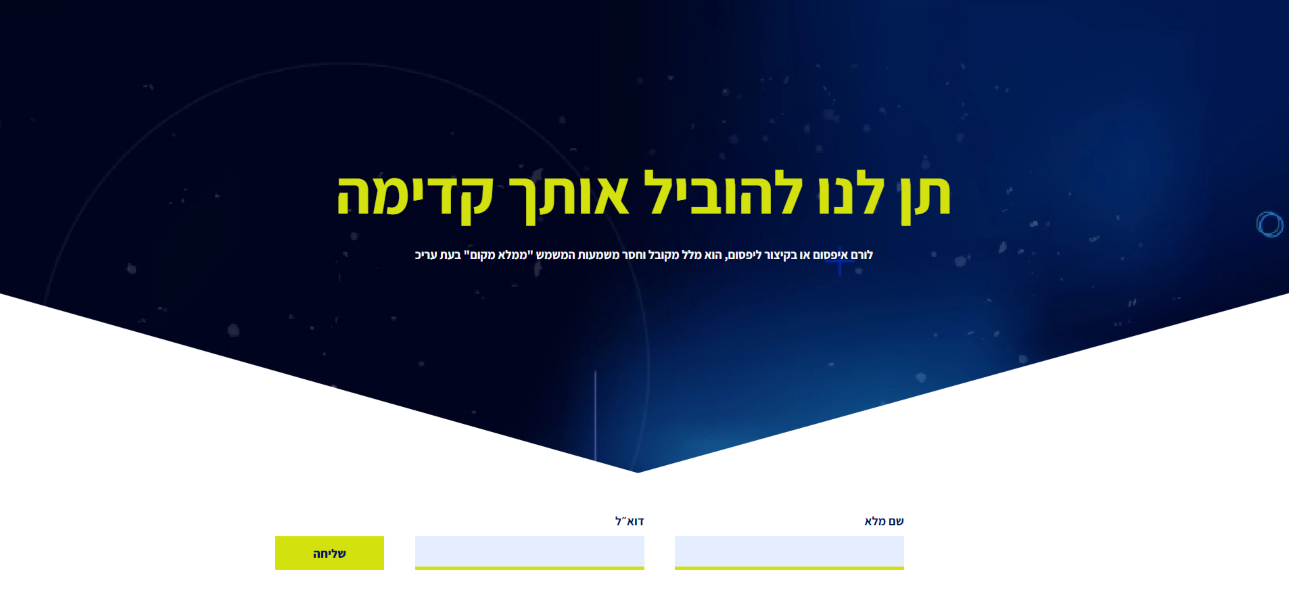 תן לנו להוביל אותך קדימה
לורם איפסום או בקיצור ליפסום, הוא מלל מקובל וחסר משמעות המשמש "ממלא מקום" בעת עריכ
שם מלא
דוא״ל
שליחה